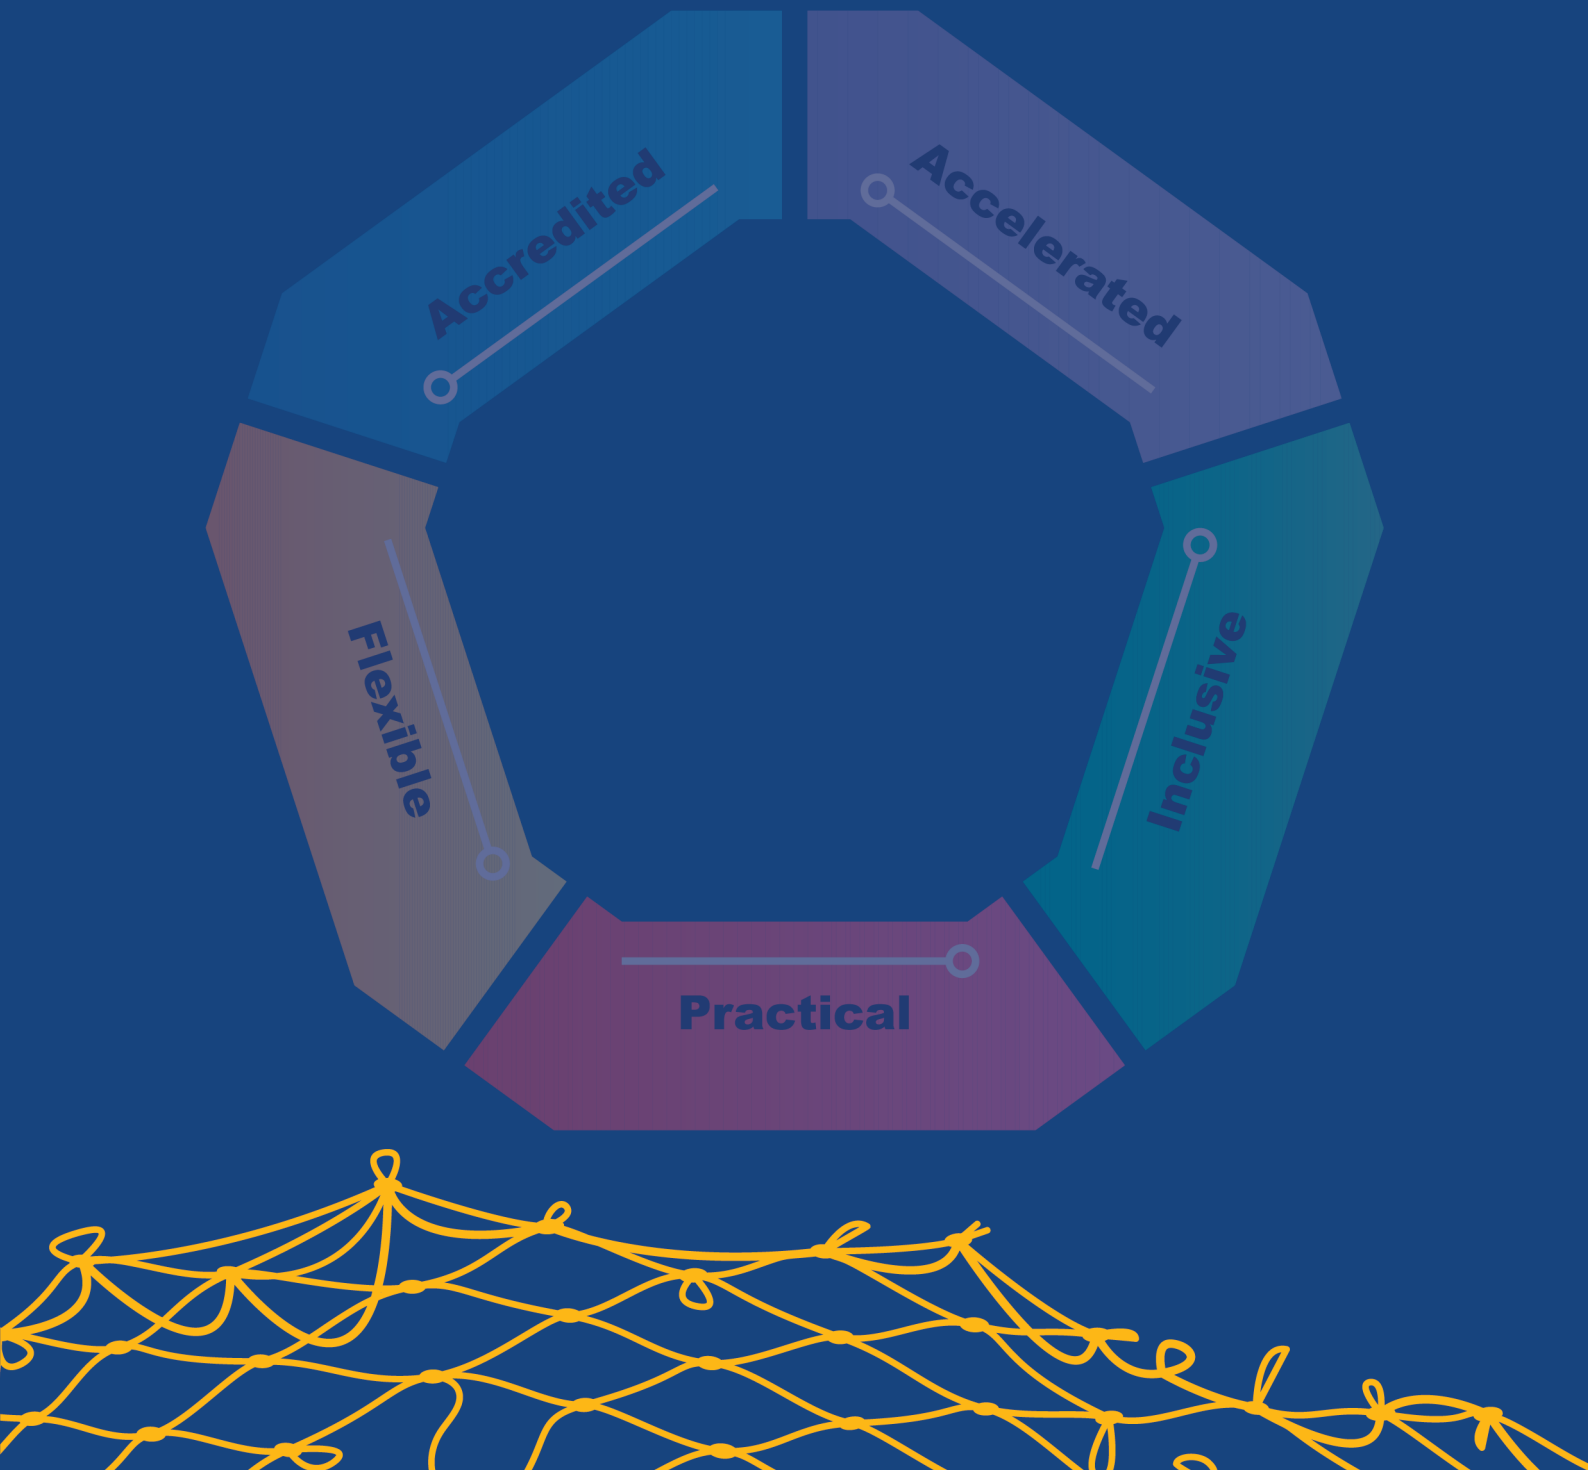 Accredited
Accelerated
Flexible
Inclusive
Practical